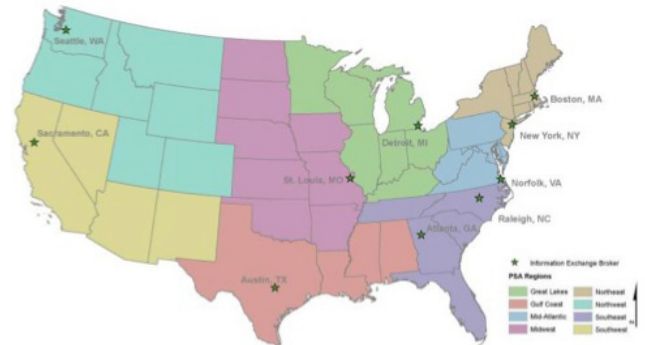 Seattle, WA
Boston, MA
Sacramento, CA
New York, NY
Detroit, MI
St. Louis, MO
Norfolk, VA
Raleigh, NC
Atlanta, GA
Austin, TX
Information Exchange Broker
PSA Regions
Great Lakes
Northeast
Gulf Coast
Northwest
Mid-Atlantic
Southeast
Midwest
Southwest